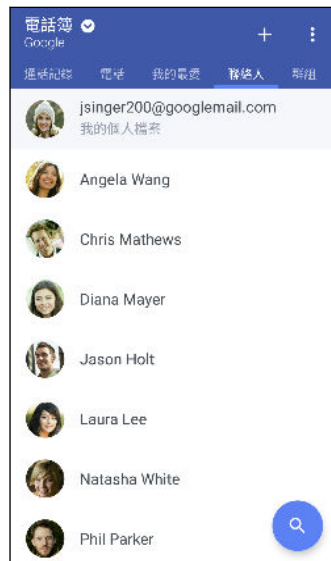 電話簿
Google
通話記錄 電話 我的最愛 聯絡人 群組
jsinger200@googlemail.com
我的個人檔案
Angela Wang
Chris Mathews
Diana Mayer
Jason Holt
Laura Lee
Natasha White
Phil Parker